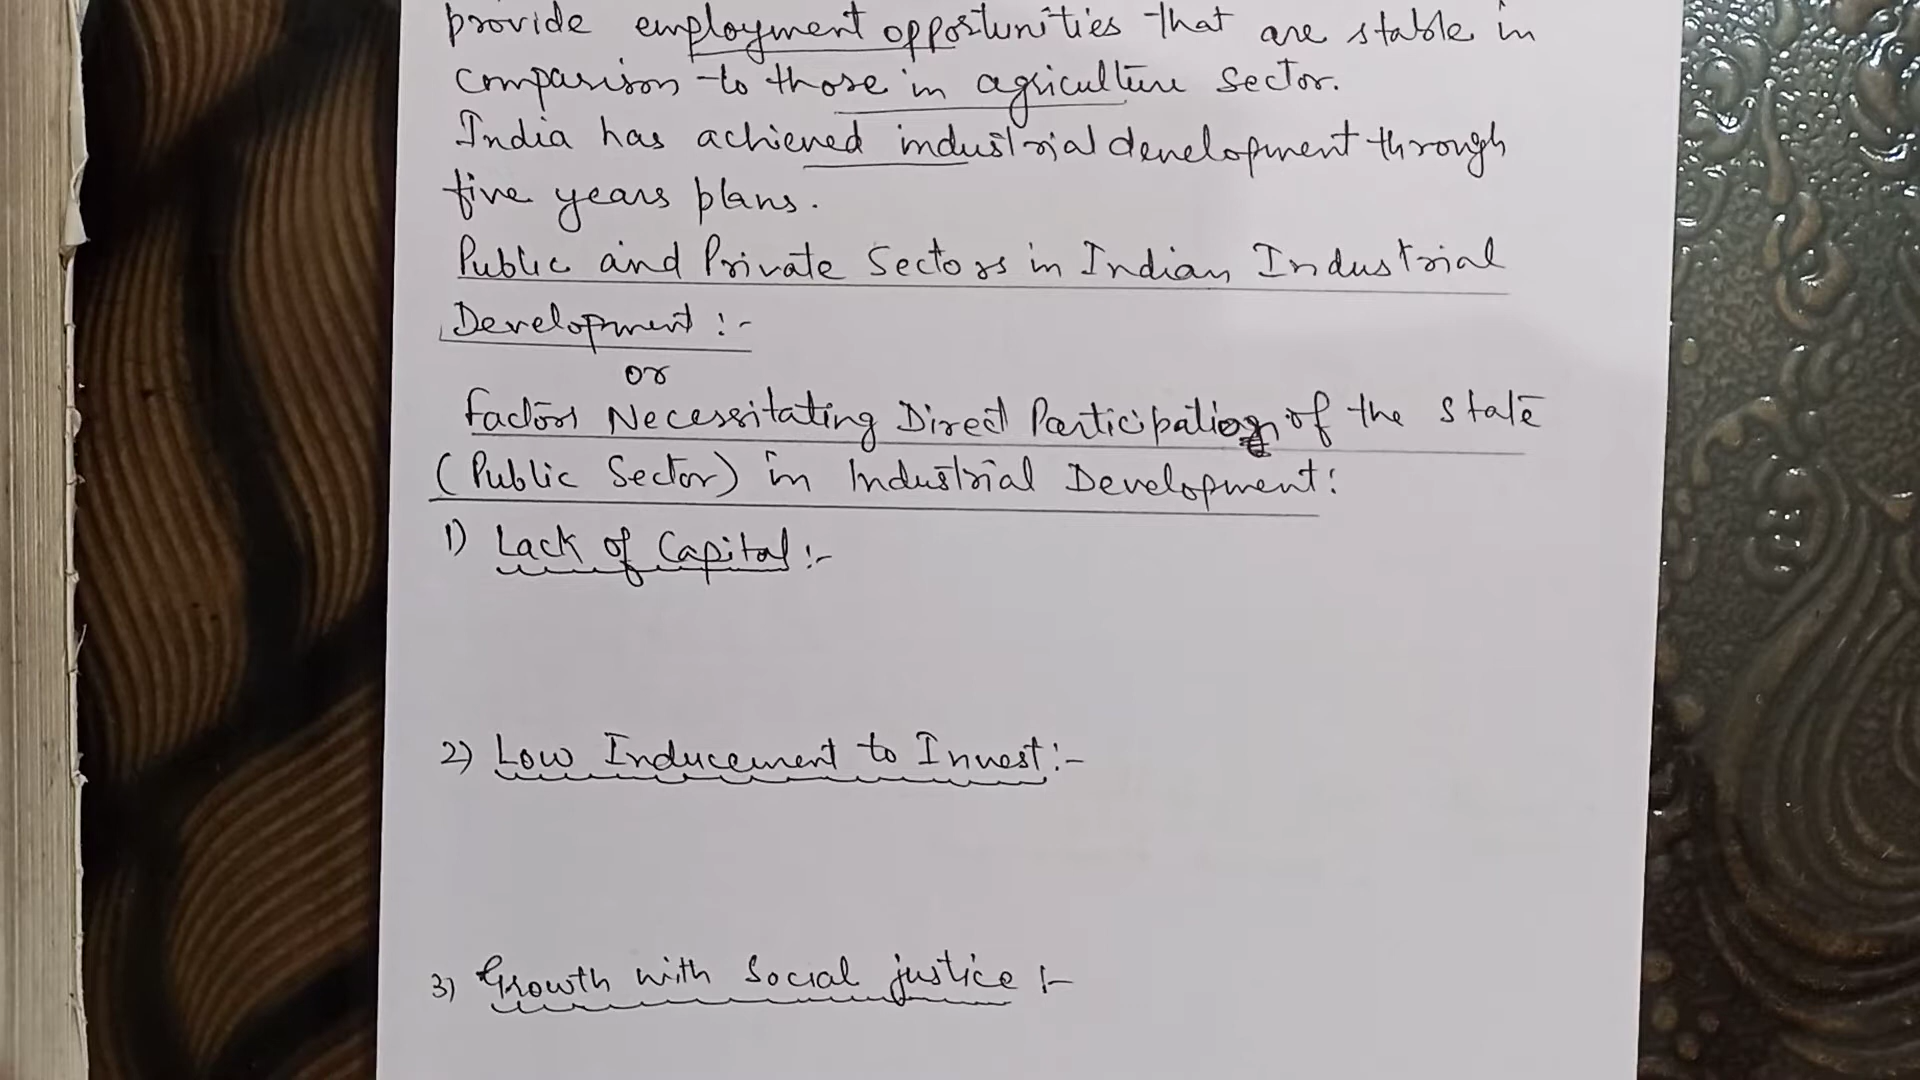 provide employment opportunities that are stable in
comparison to those in agriculture sector.
India has achieved industrial development through
five years plans.
Public and Private Sectors in Indian Industrial
Development :-
or
Factors Necessitating Direct Participation of the State
(Public Sector) in Industrial Development:
1) Lack of Capital :-
2) Low Inducement to Invest :-
3) Growth with Social justice :-